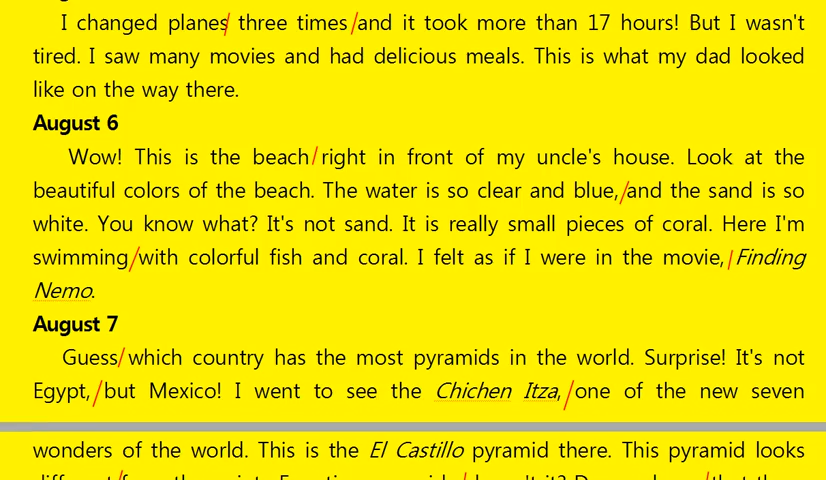 I changed planes/ three times/and it took more than 17 hours! But I wasn't
tired. I saw many movies and had delicious meals. This is what my dad looked
like on the way there.
August 6
Wow! This is the beach/right in front of my uncle's house. Look at the
beautiful colors of the beach. The water is so clear and blue,/and the sand is so
white. You know what? It's not sand. It is really small pieces of coral. Here I'm
swimming/with colorful fish and coral. I felt as if I were in the movie,/Finding
Nemo.
August 7
Guess/which country has the most pyramids in the world. Surprise! It's not
Egypt,/but Mexico! I went to see the Chichen Itza,/one of the new seven
wonders of the world. This is the El Castillo pyramid there. This pyramid looks